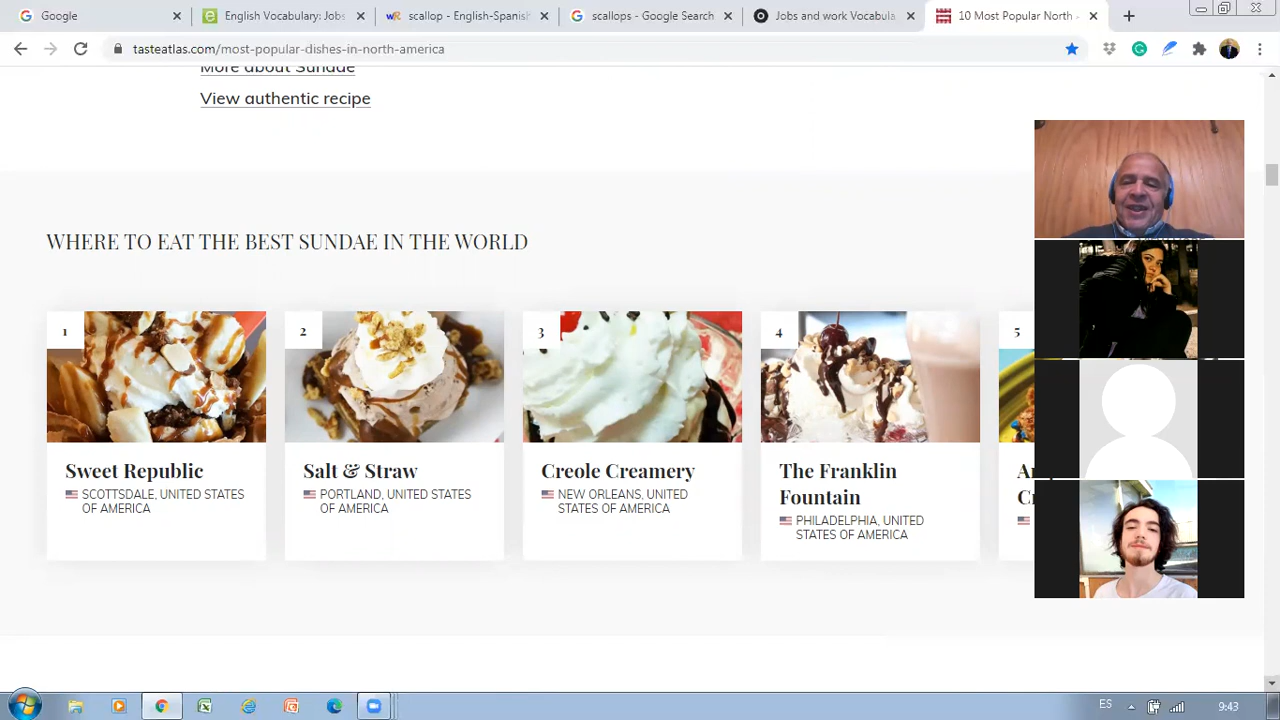 Google
English Vocabulary: Jobs
scallop - English-Spanish
scallops - Google Search
Jobs and work Vocabula
10 Most Popular North
tasteatlas.com/most-popular-dishes-in-north-america
More about Sundae
View authentic recipe
WHERE TO EAT THE BEST SUNDAE IN THE WORLD
1
Sweet Republic
SCOTTSDALE, UNITED STATES
OF AMERICA
2
Salt & Straw
PORTLAND, UNITED STATES
OF AMERICA
3
Creole Creamery
NEW ORLEANS, UNITED
STATES OF AMERICA
4
The Franklin
Fountain
PHILADELPHIA, UNITED
STATES OF AMERICA
5
ES
9:43